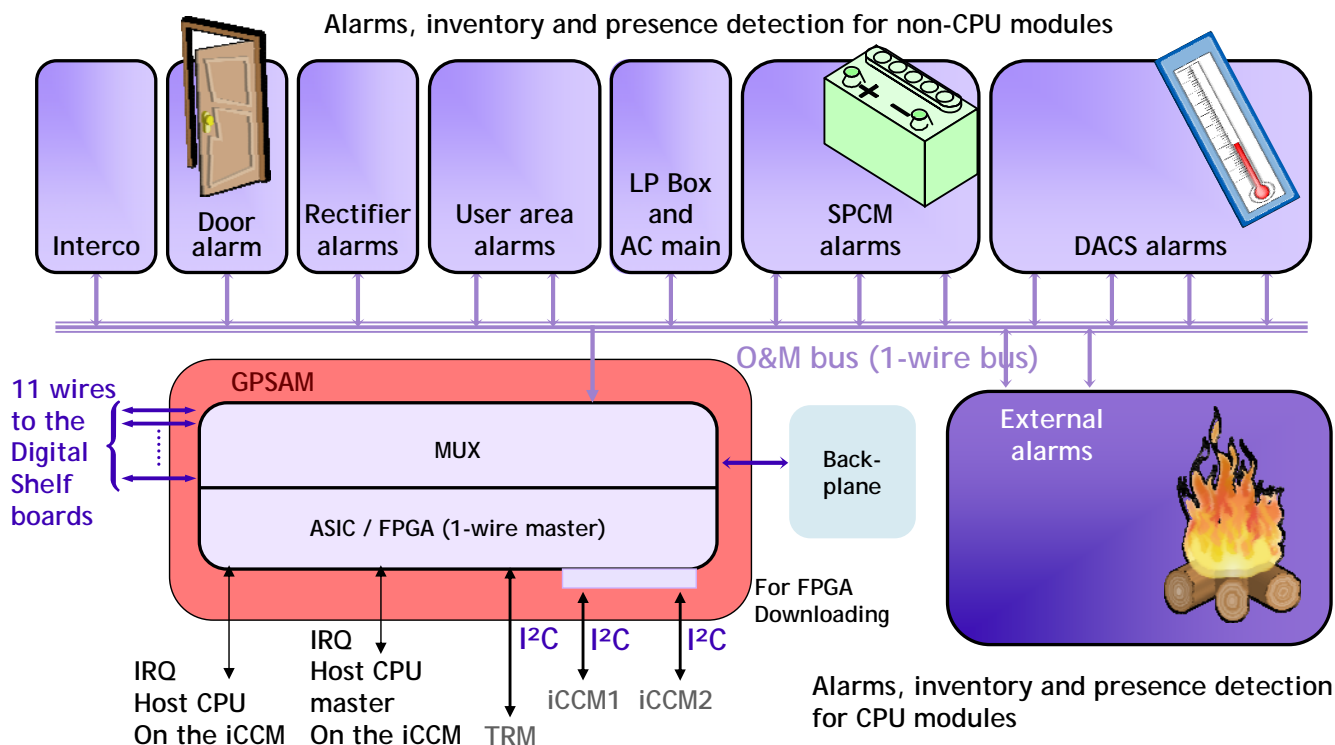 Alarms, inventory and presence detection for non-CPU modules
Interco
Door
alarm
Rectifier
alarms
User area
alarms
LP Box
and
AC main
+ −
SPCM
alarms
DACS alarms
O&M bus (1-wire bus)
11 wires
to the
Digital
Shelf
boards
GPSAM
MUX
ASIC / FPGA (1-wire master)
Back-
plane
External
alarms
For FPGA
Downloading
IRQ
Host CPU
On the iCCM
IRQ
Host CPU
master
On the iCCM
I²C
I²C
I²C
TRM
iCCM1
iCCM2
Alarms, inventory and presence detection
for CPU modules